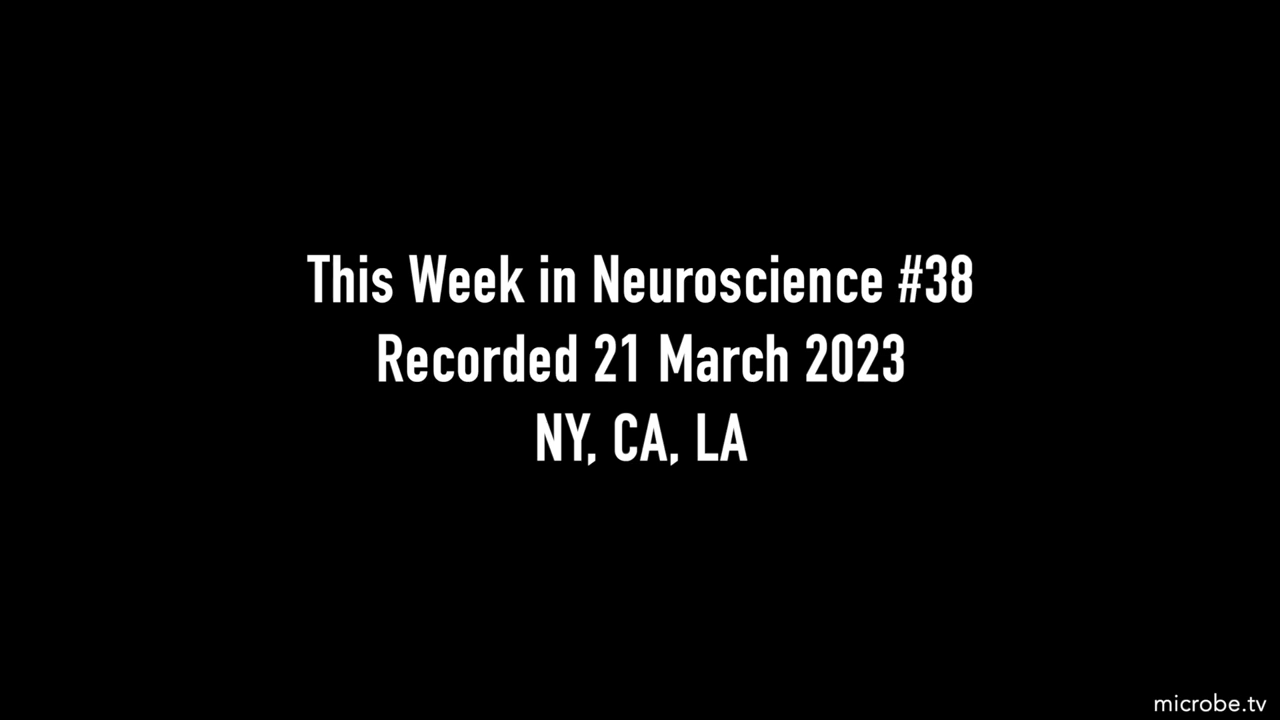 This Week in Neuroscience #38
Recorded 21 March 2023
NY, CA, LA
microbe.tv